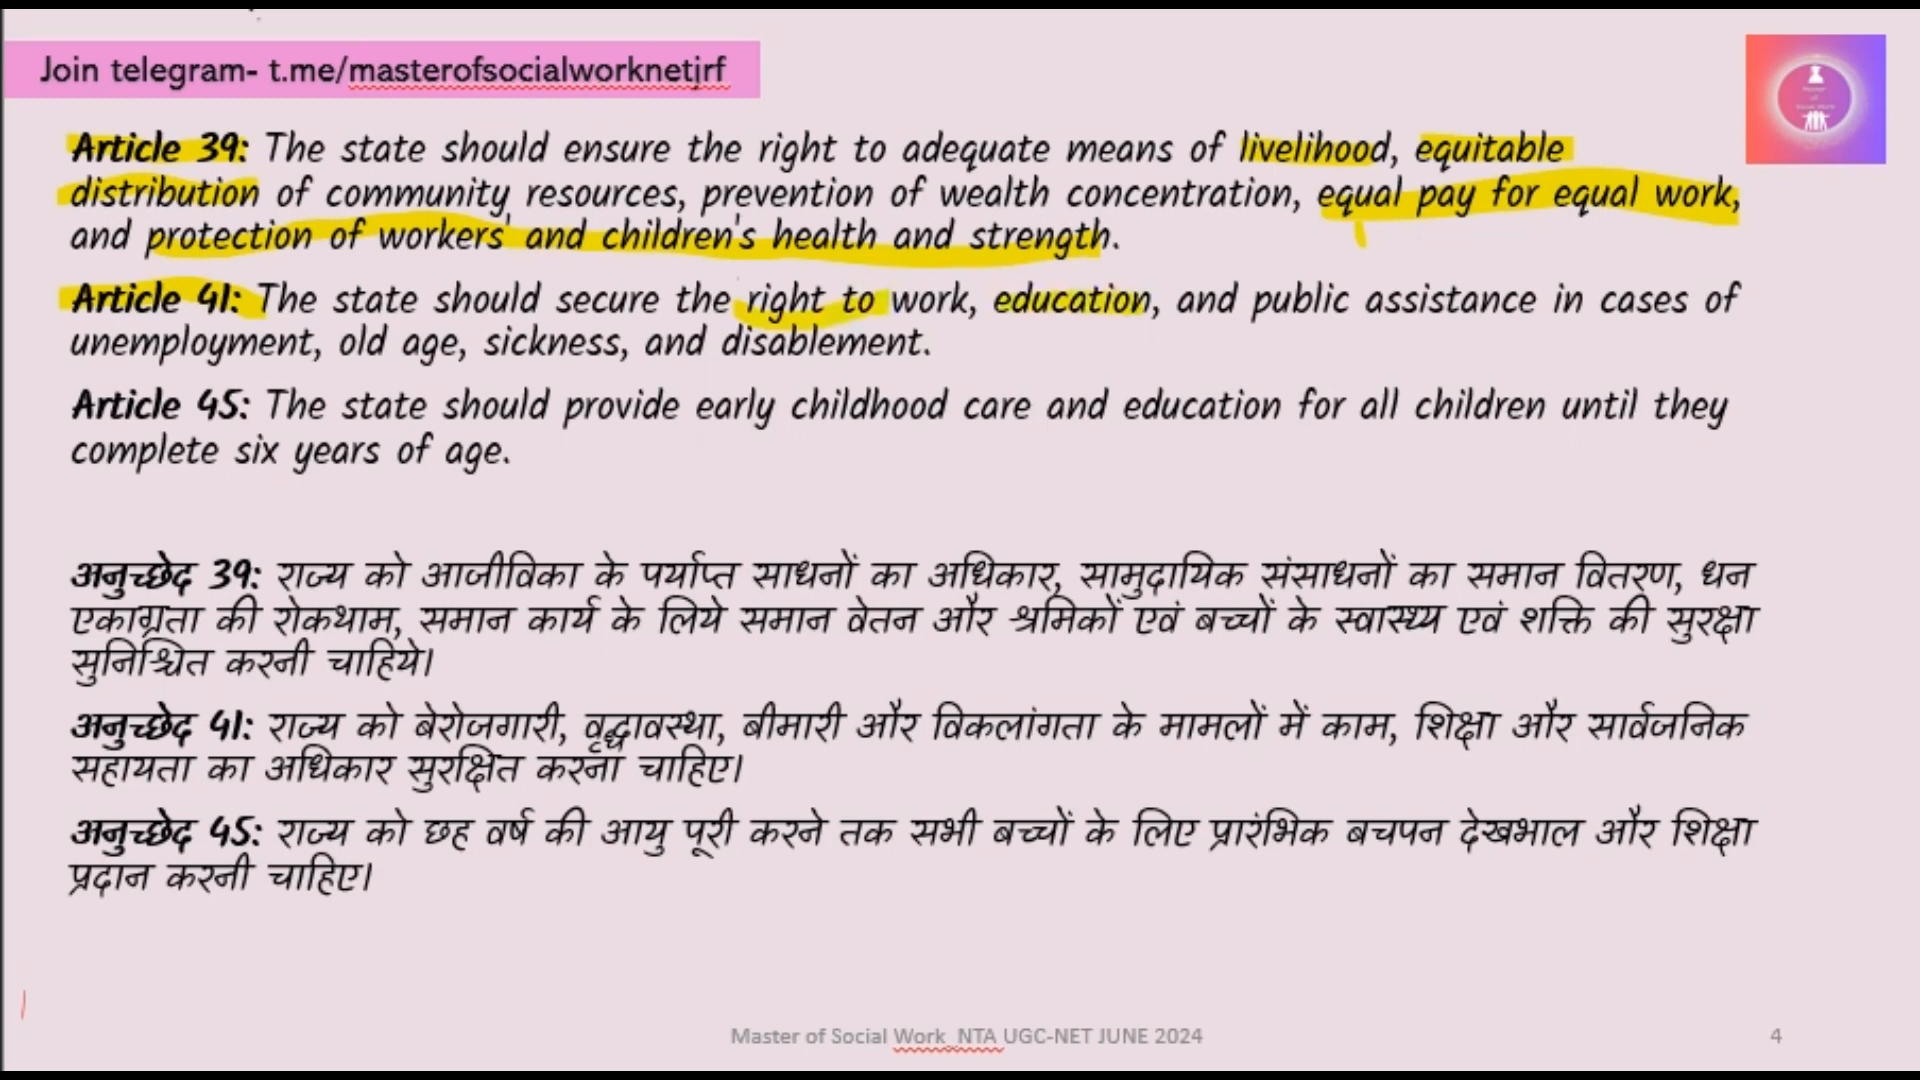 Join telegram- t.me/masterofsocialworknetjrf
Article 39: The state should ensure the right to adequate means of livelihood, equitable
distribution of community resources, prevention of wealth concentration, equal pay for equal work,
and protection of workers' and children's health and strength.
Article 41: The state should secure the right to work, education, and public assistance in cases of
unemployment, old age, sickness, and disablement.
Article 45: The state should provide early childhood care and education for all children until they
complete six years of age.
अनुच्छेद 39: राज्य को आजीविका के पर्याप्त साधनों का अधिकार, सामुदायिक संसाधनों का समान वितरण, धन
एकाग्रता की रोकथाम, समान कार्य के लिये समान वेतन और श्रमिकों एवं बच्चों के स्वास्थ्य एवं शक्ति की सुरक्षा
सुनिश्चित करनी चाहिये।
अनुच्छेद 41: राज्य को बेरोजगारी, वृद्धावस्था, बीमारी और विकलांगता के मामलों में काम, शिक्षा और सार्वजनिक
सहायता का अधिकार सुरक्षित करना चाहिए।
अनुच्छेद 45: राज्य को छह वर्ष की आयु पूरी करने तक सभी बच्चों के लिए प्रारंभिक बचपन देखभाल और शिक्षा
प्रदान करनी चाहिए।
Master of Social Work NTA UGC-NET JUNE 2024
4